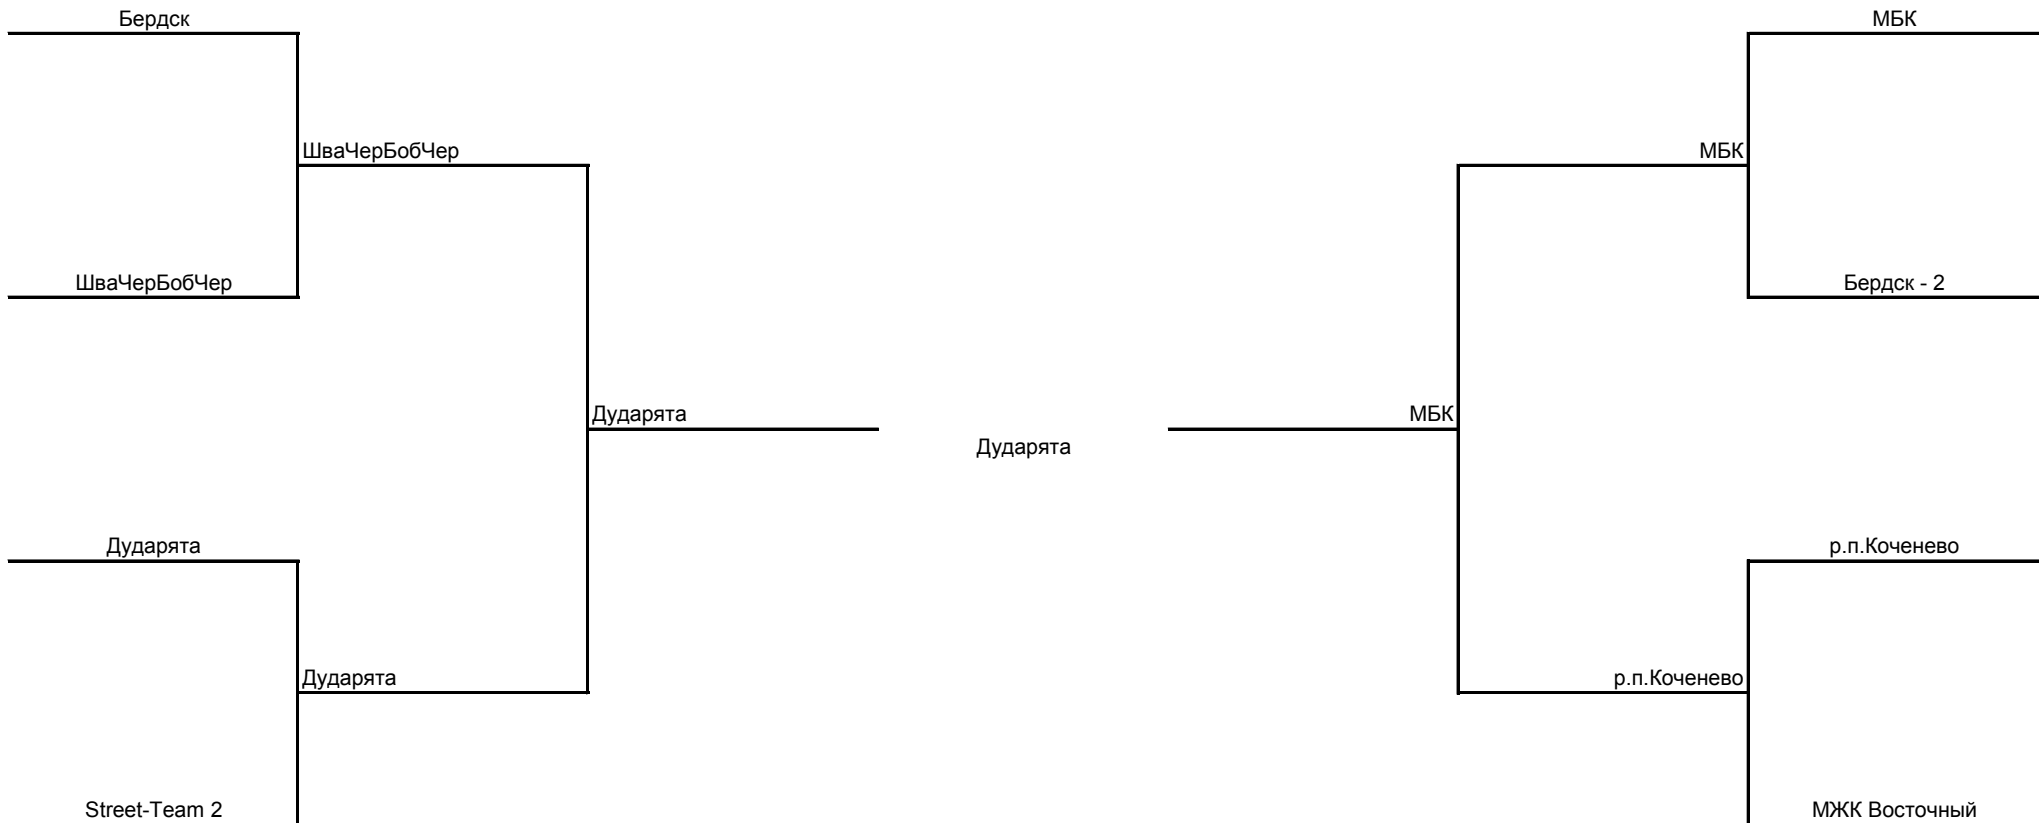 Бердск
МБК
ШваЧерБобЧер
МБК
ШваЧерБобЧер
Бердск - 2
Дударята
МБК
Дударята
Дударята
р.п.Коченево
Дударята
р.п.Коченево
Street-Team 2
МЖК Восточный